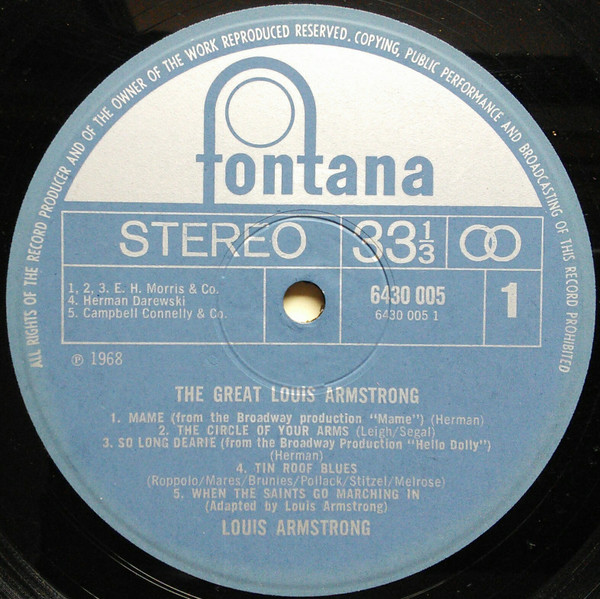 ALL RIGHTS OF THE RECORD PRODUCER AND OF THE OWNER OF THE WORK REPRODUCED RESERVED. COPYING, PUBLIC PERFORMANCE AND BROADCASTING OF THIS RECORD PROHIBITED
fontana
STEREO 33 1/3
1, 2, 3. E. H. Morris & Co.
4. Herman Darewski
5. Campbell Connelly & Co.
6430 005
6430 005 1
1
℗ 1968
THE GREAT LOUIS ARMSTRONG
1. MAME (from the Broadway production "Mame") (Herman)
2. THE CIRCLE OF YOUR ARMS (Leigh/Segal)
3. SO LONG DEARIE (from the Broadway Production "Hello Dolly")
(Herman)
4. TIN ROOF BLUES
(Roppolo/Mares/Brunies/Pollack/Stitzel/Melrose)
5. WHEN THE SAINTS GO MARCHING IN
(Adapted by Louis Armstrong)
LOUIS ARMSTRONG